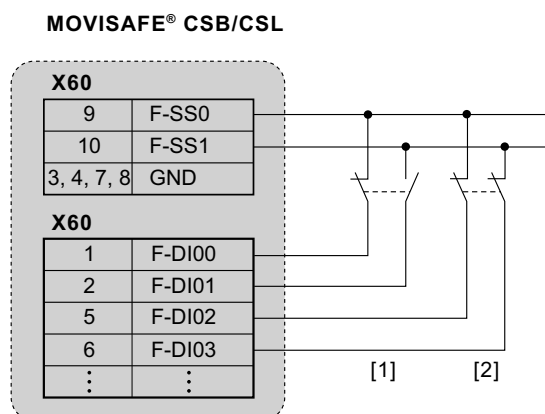 MOVISAFE® CSB/CSL
X60
9 F-SS0
10 F-SS1
3, 4, 7, 8 GND
X60
1 F-DI00
2 F-DI01
5 F-DI02
6 F-DI03
⋮ ⋮
[1] [2]